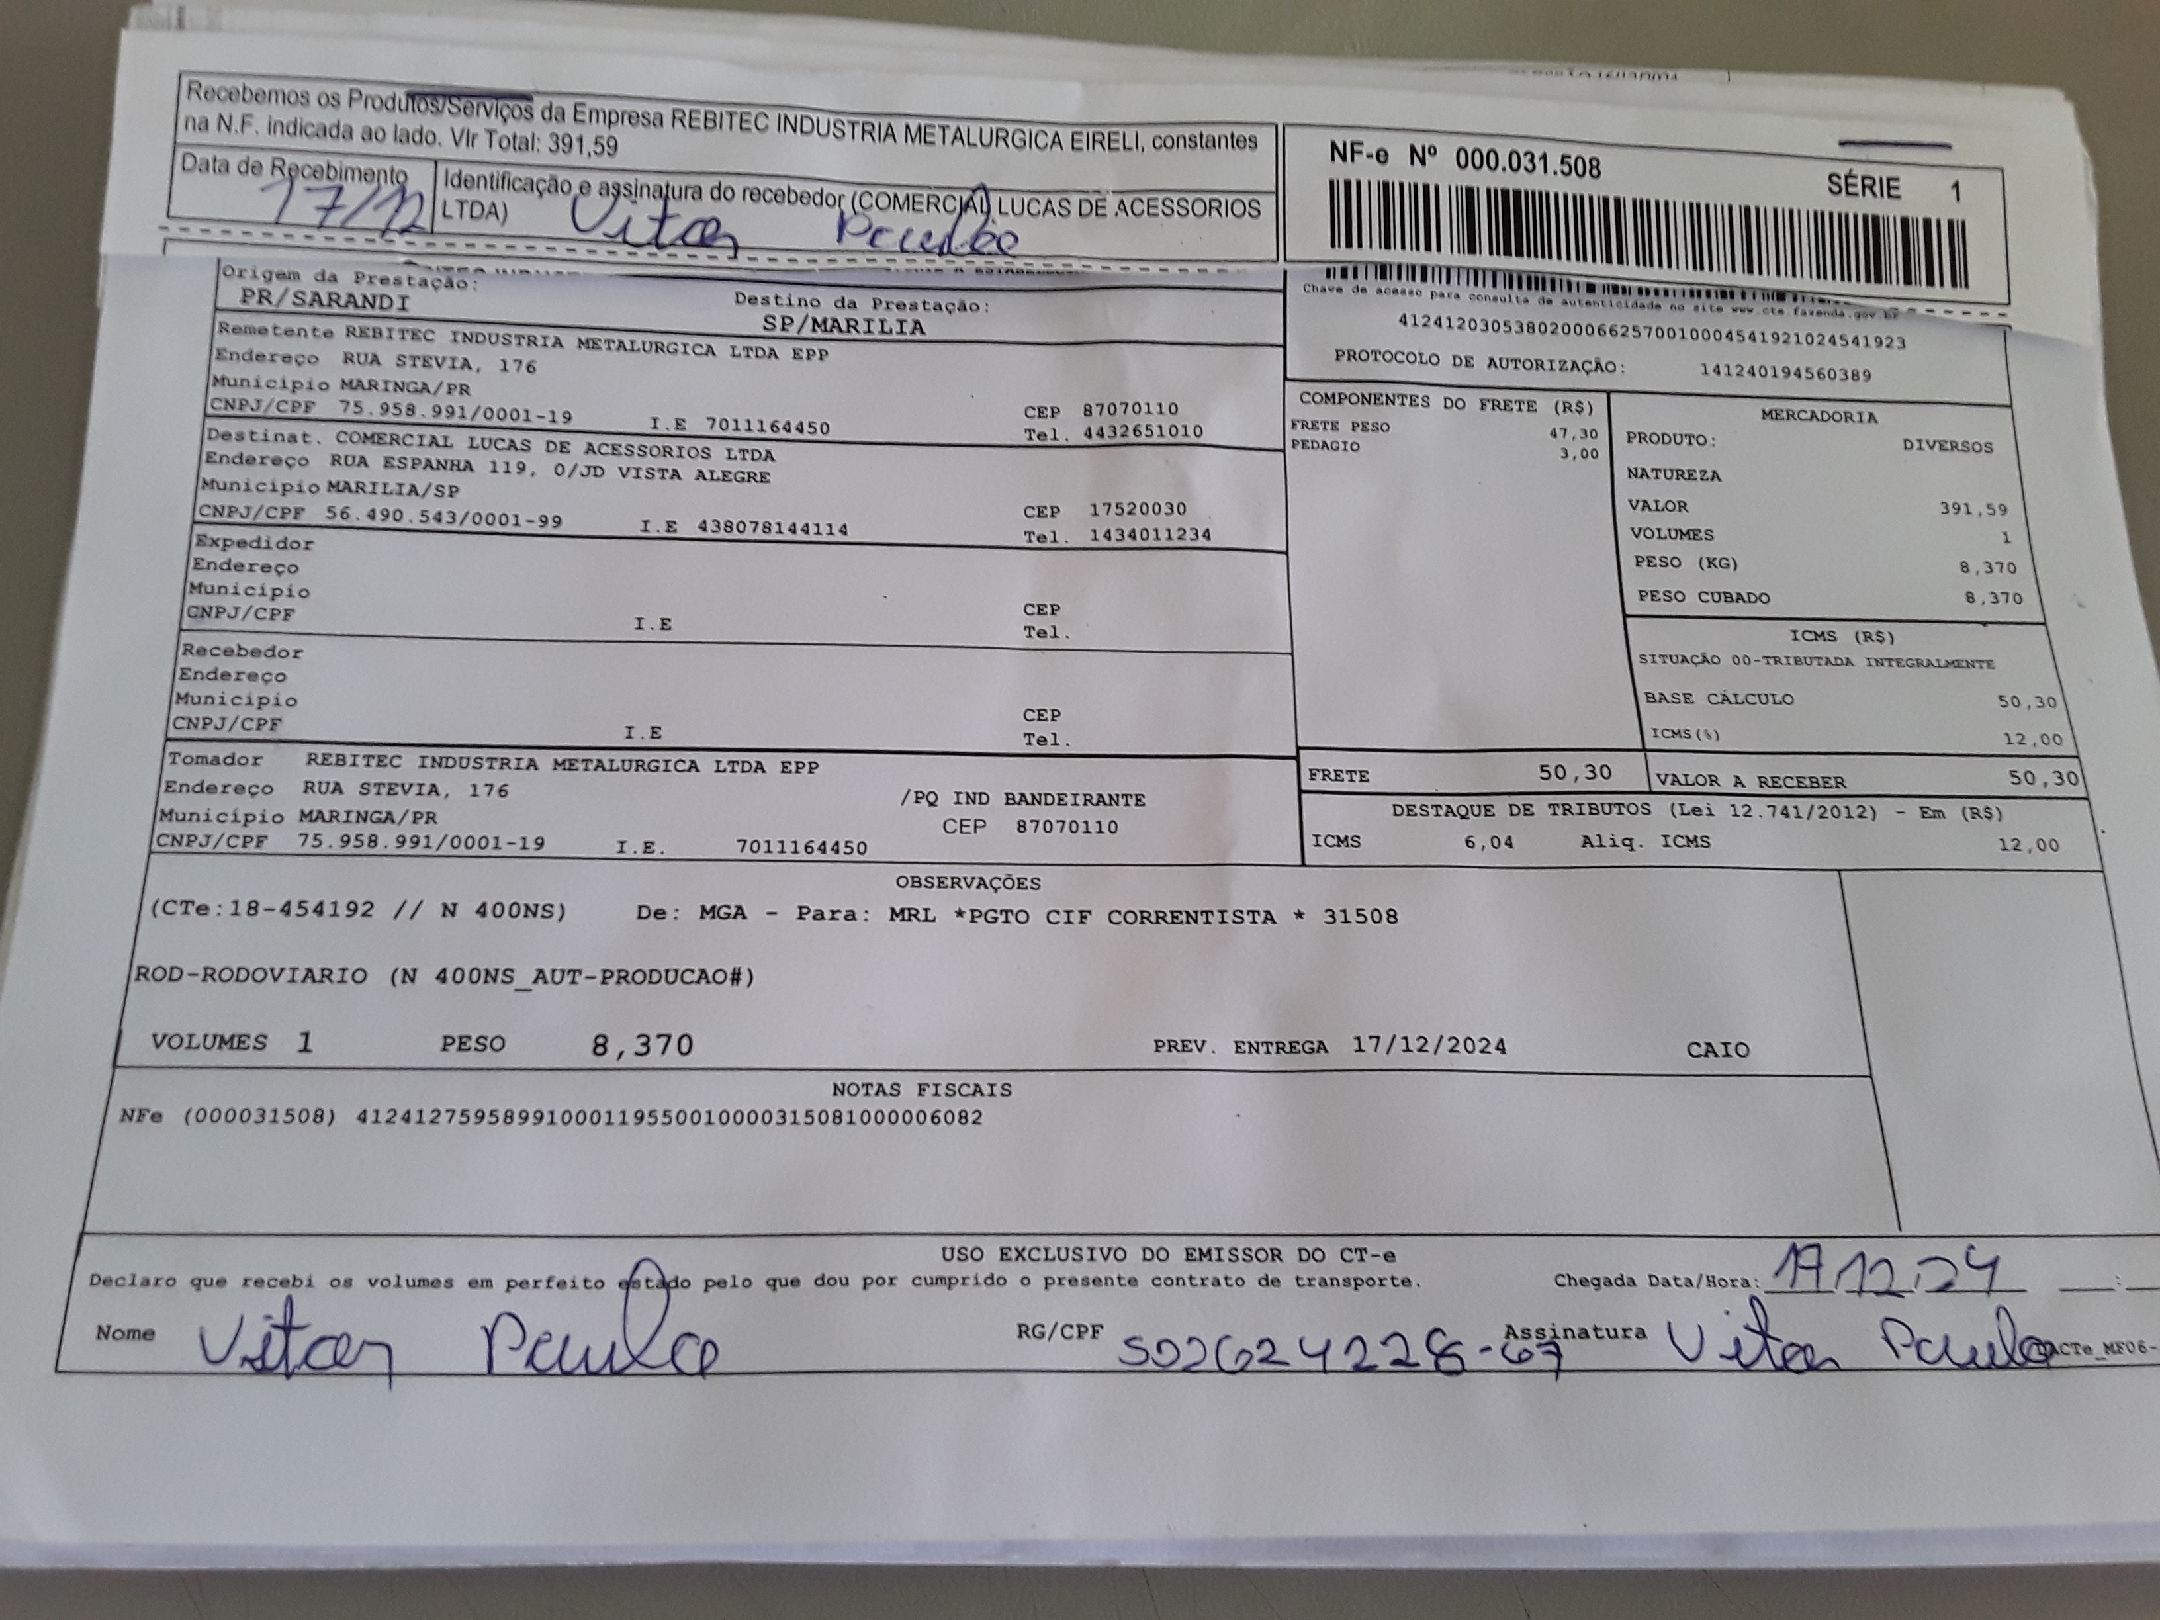 Recebemos os Produtos/Serviços da Empresa REBITEC INDUSTRIA METALURGICA EIRELI, constantes
na N.F. indicada ao lado. Vlr Total: 391,59
Data de Recebimento
17/12
Identificação e assinatura do recebedor (COMERCIAL LUCAS DE ACESSORIOS
LTDA) Vitor Paulo
NF-e Nº 000.031.508
SÉRIE 1
Origem da Prestação:
PR/SARANDI
Destino da Prestação:
SP/MARILIA
Chave de acesso para consulta de autenticidade no site www.cte.fazenda.gov.br
41241203053802000662570010004541921024541923
PROTOCOLO DE AUTORIZAÇÃO: 141240194560389
Remetente REBITEC INDUSTRIA METALURGICA LTDA EPP
Endereço RUA STEVIA, 176
Município MARINGA/PR
CEP 87070110
CNPJ/CPF 75.958.991/0001-19 I.E 7011164450
Tel. 4432651010
Destinat. COMERCIAL LUCAS DE ACESSORIOS LTDA
Endereço RUA ESPANHA 119, 0/JD VISTA ALEGRE
Município MARILIA/SP
CEP 17520030
CNPJ/CPF 56.490.543/0001-99 I.E 438078144114
Tel. 1434011234
Expedidor
Endereço
Município
CEP
CNPJ/CPF I.E
Tel.
Recebedor
Endereço
Município
CEP
CNPJ/CPF I.E
Tel.
Tomador REBITEC INDUSTRIA METALURGICA LTDA EPP
Endereço RUA STEVIA, 176 /PQ IND BANDEIRANTE
Município MARINGA/PR CEP 87070110
CNPJ/CPF 75.958.991/0001-19 I.E. 7011164450
COMPONENTES DO FRETE (R$)
FRETE PESO 47,30
PEDAGIO 3,00
MERCADORIA
PRODUTO: DIVERSOS
NATUREZA
VALOR 391,59
VOLUMES 1
PESO (KG) 8,370
PESO CUBADO 8,370
ICMS (R$)
SITUAÇÃO 00-TRIBUTADA INTEGRALMENTE
BASE CÁLCULO 50,30
ICMS(%) 12,00
FRETE 50,30
VALOR A RECEBER 50,30
DESTAQUE DE TRIBUTOS (Lei 12.741/2012) - Em (R$)
ICMS 6,04 Aliq. ICMS 12,00
OBSERVAÇÕES
(CTe:18-454192 // N 400NS) De: MGA - Para: MRL *PGTO CIF CORRENTISTA * 31508
ROD-RODOVIARIO (N 400NS_AUT-PRODUCAO#)
VOLUMES 1 PESO 8,370 PREV. ENTREGA 17/12/2024 CAIO
NOTAS FISCAIS
NFe (000031508) 41241275958991000119550010000315081000006082
USO EXCLUSIVO DO EMISSOR DO CT-e
Declaro que recebi os volumes em perfeito estado pelo que dou por cumprido o presente contrato de transporte.
Chegada Data/Hora: 17 12 24
Nome Vitor Paulo RG/CPF 502624228-67 Assinatura Vitor Paulo